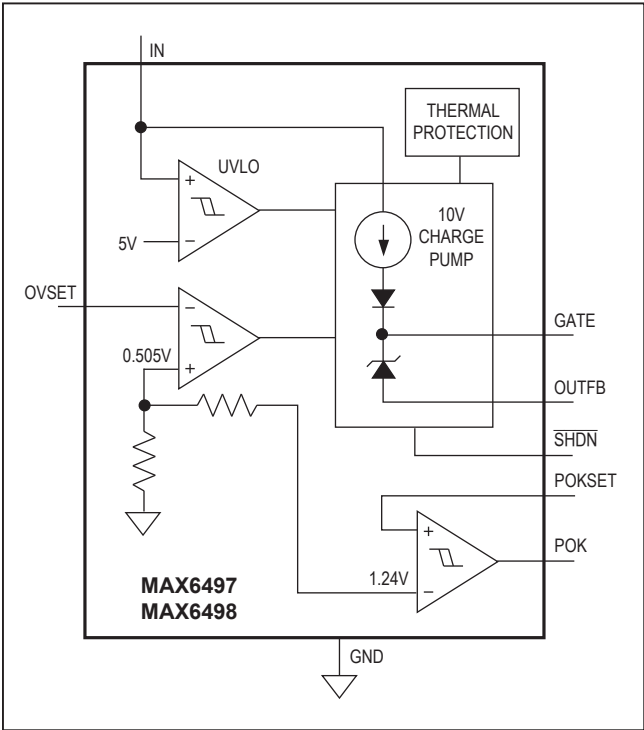 IN
THERMAL
PROTECTION
UVLO
+
−
5V
10V
CHARGE
PUMP
OVSET
−
+
0.505V
GATE
OUTFB
SHDN
POKSET
+
−
1.24V
POK
MAX6497
MAX6498
GND